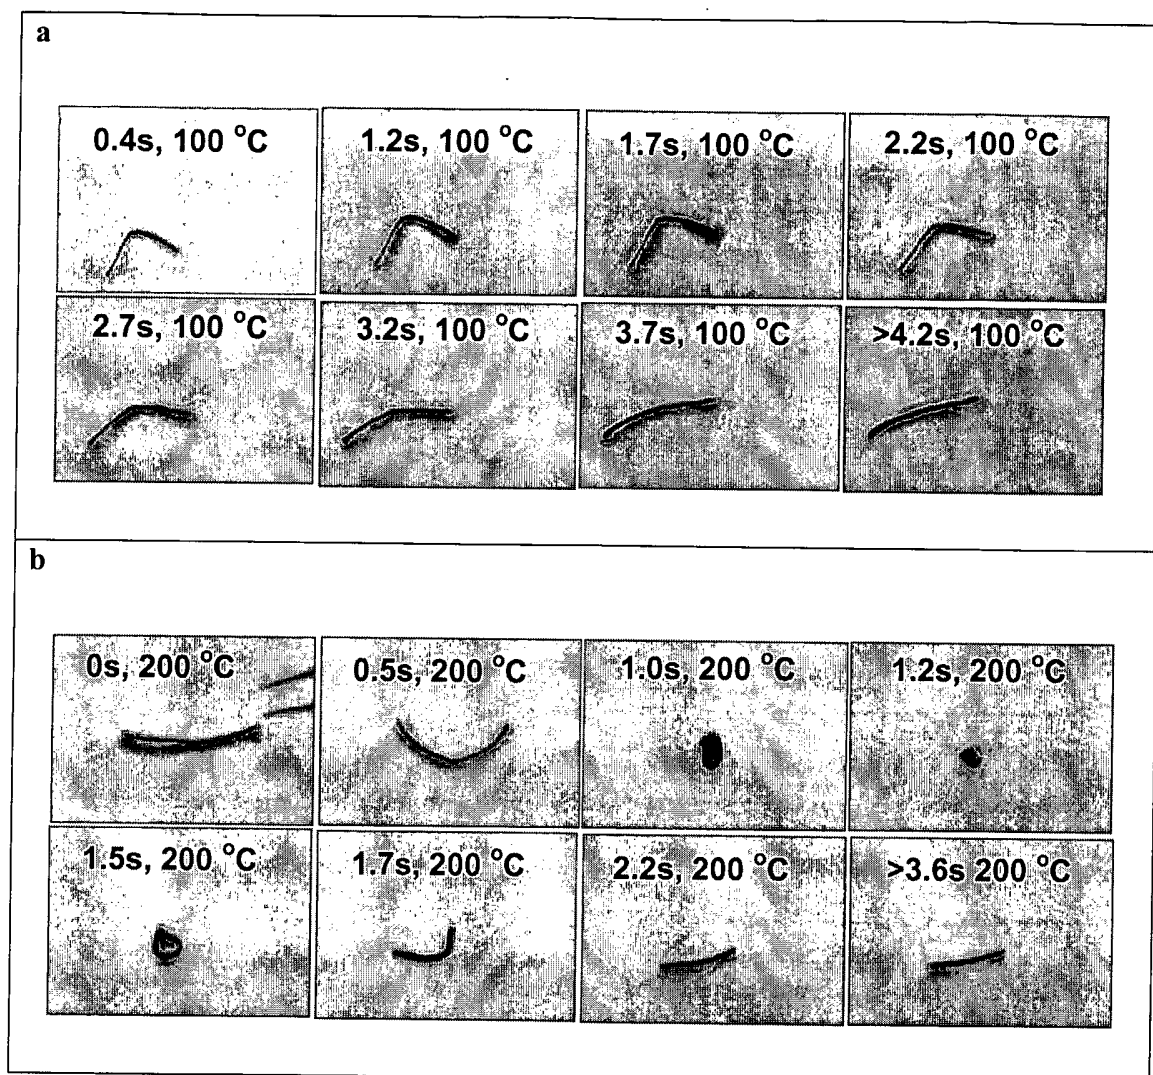 a
0.4s, 100 °C
1.2s, 100 °C
1.7s, 100 °C
2.2s, 100 °C
2.7s, 100 °C
3.2s, 100 °C
3.7s, 100 °C
>4.2s, 100 °C
b
0s, 200 °C
0.5s, 200 °C
1.0s, 200 °C
1.2s, 200 °C
1.5s, 200 °C
1.7s, 200 °C
2.2s, 200 °C
>3.6s 200 °C